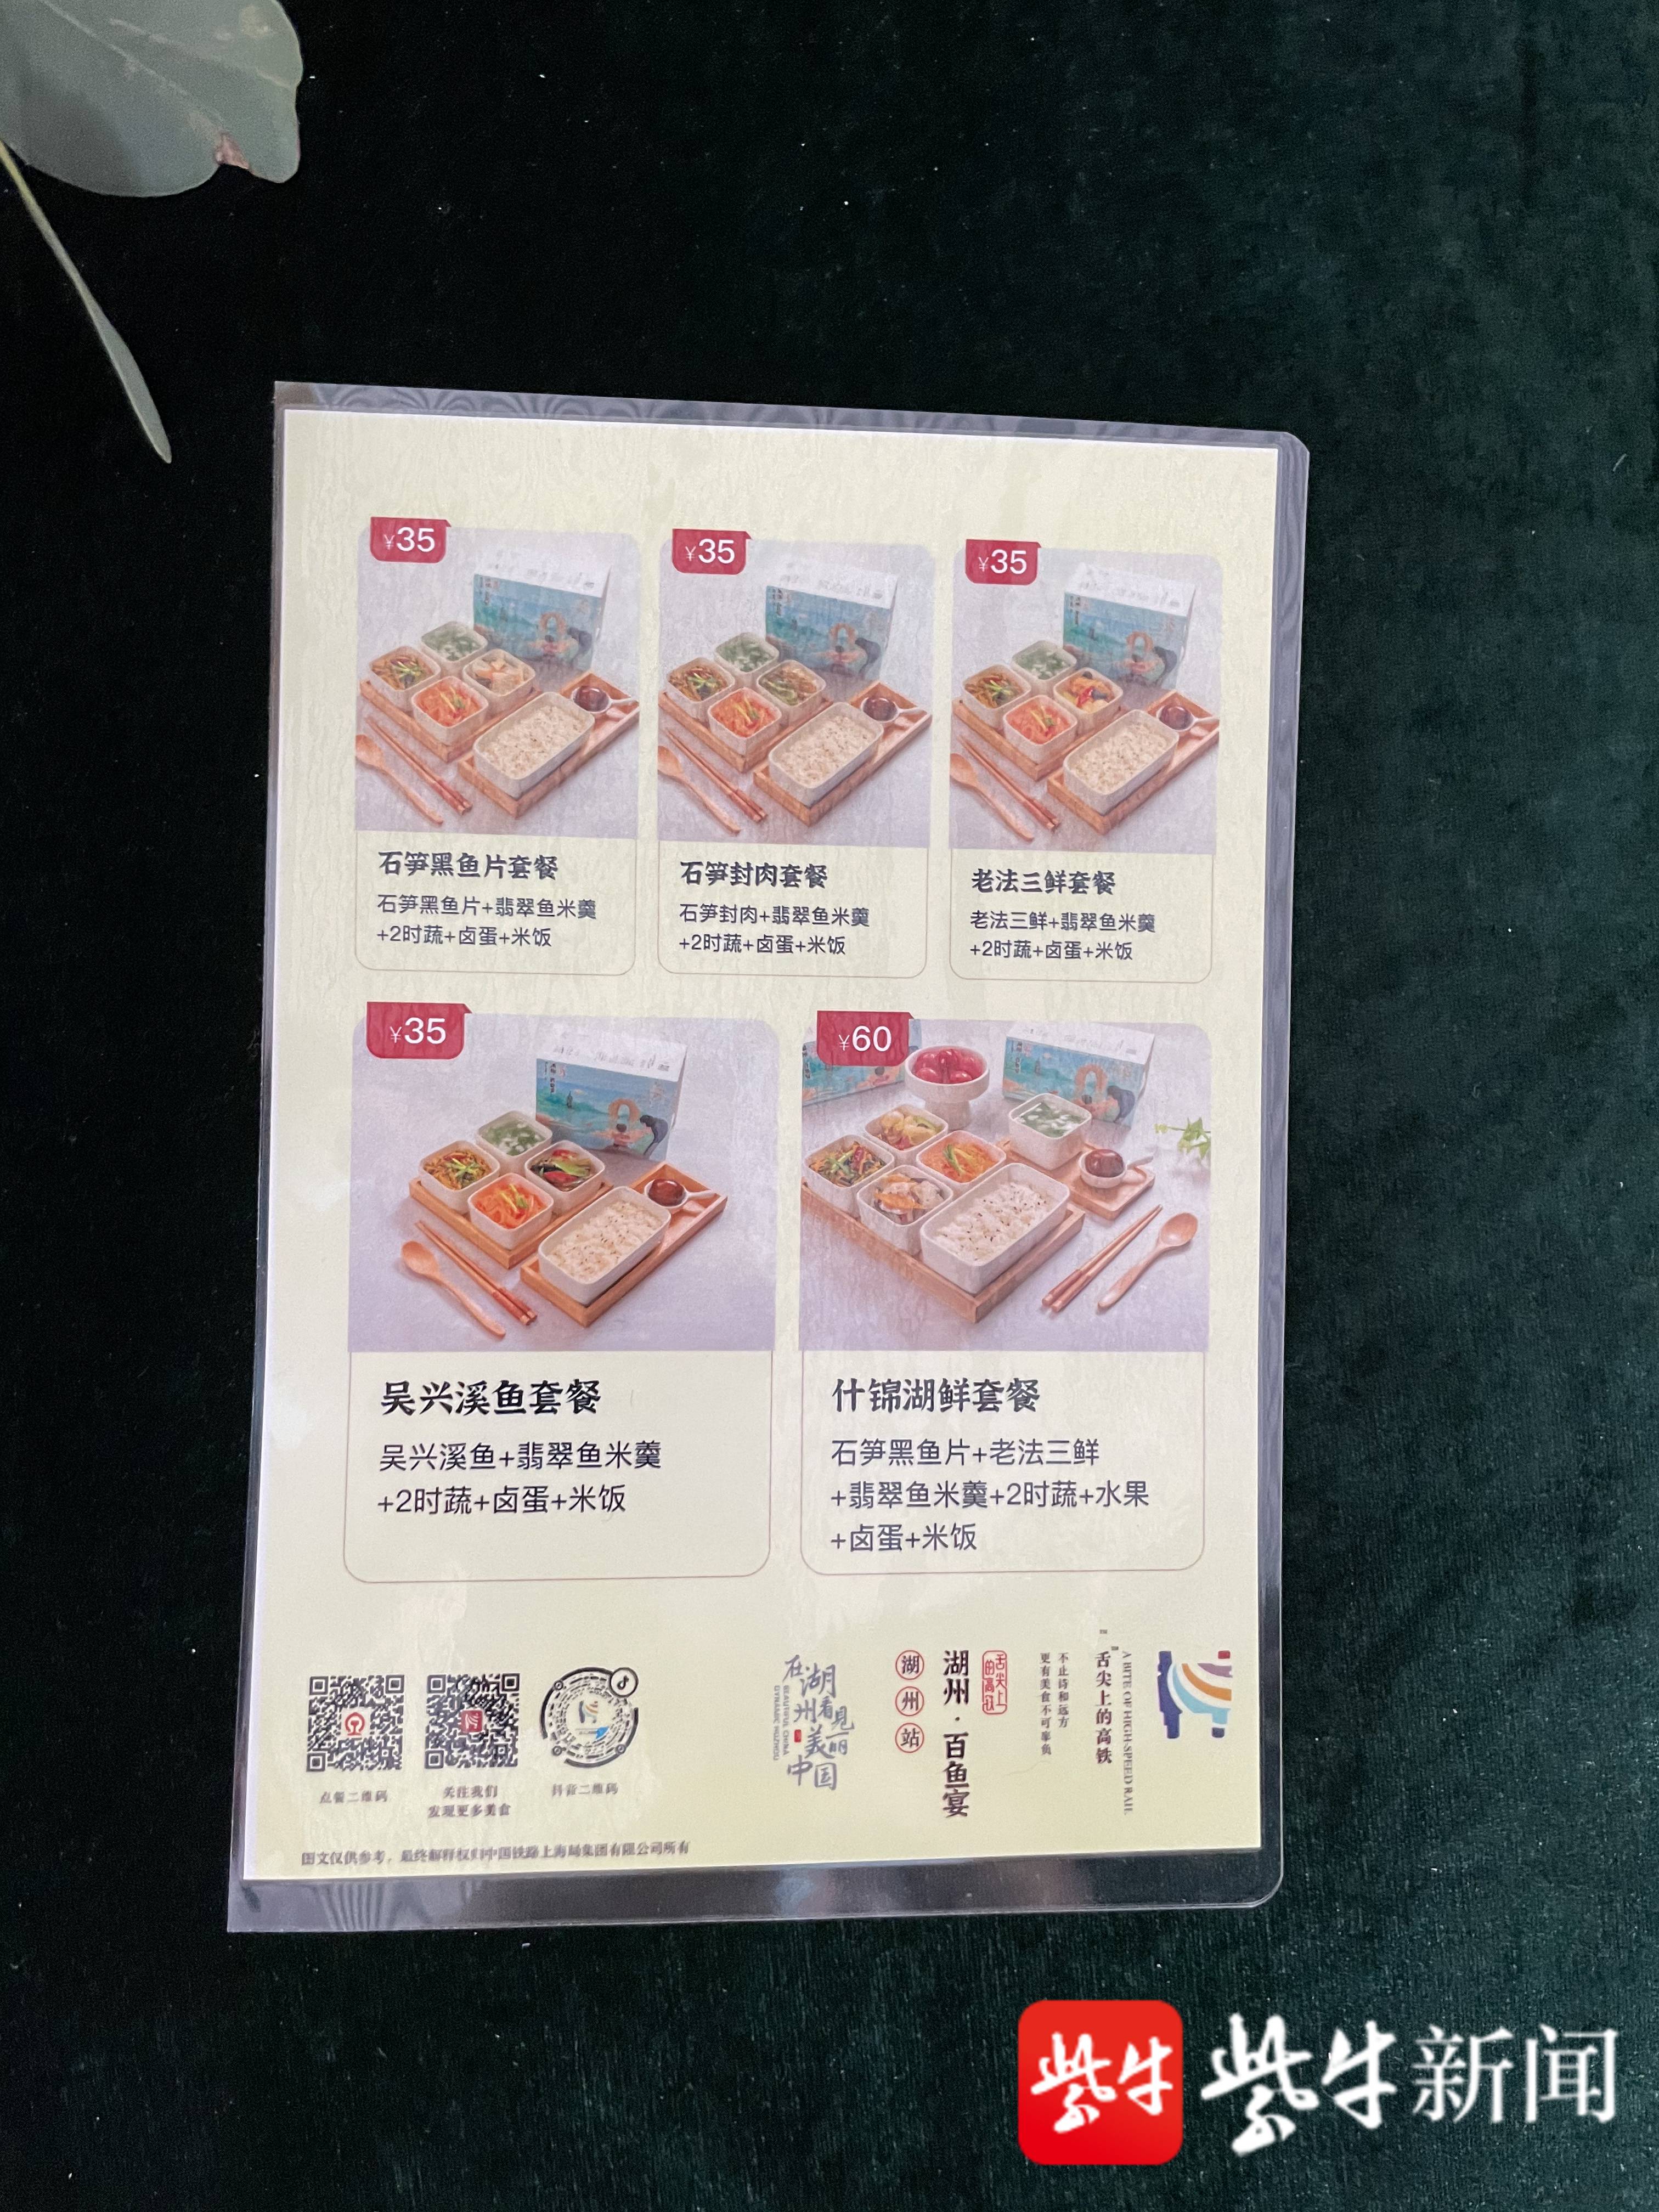 ¥35
石笋黑鱼片套餐
石笋黑鱼片+翡翠鱼米羹
+2时蔬+卤蛋+米饭
¥35
石笋封肉套餐
石笋封肉+翡翠鱼米羹
+2时蔬+卤蛋+米饭
¥35
老法三鲜套餐
老法三鲜+翡翠鱼米羹
+2时蔬+卤蛋+米饭
¥35
吴兴溪鱼套餐
吴兴溪鱼+翡翠鱼米羹
+2时蔬+卤蛋+米饭
¥60
什锦湖鲜套餐
石笋黑鱼片+老法三鲜
+翡翠鱼米羹+2时蔬+水果
+卤蛋+米饭
点餐二维码
关注我们
发现更多美食
抖音二维码
在湖州看见美丽中国
BEAUTIFUL CHINA
DYNAMIC HUZHOU
湖州站
湖州·百鱼宴
舌尖上的高铁
不止诗和远方
更有美食不可辜负
"舌尖"上的高铁
A BITE OF HIGH-SPEED RAIL
图文仅供参考，最终解释权归中国铁路上海局集团有限公司所有
紫牛
紫牛新闻